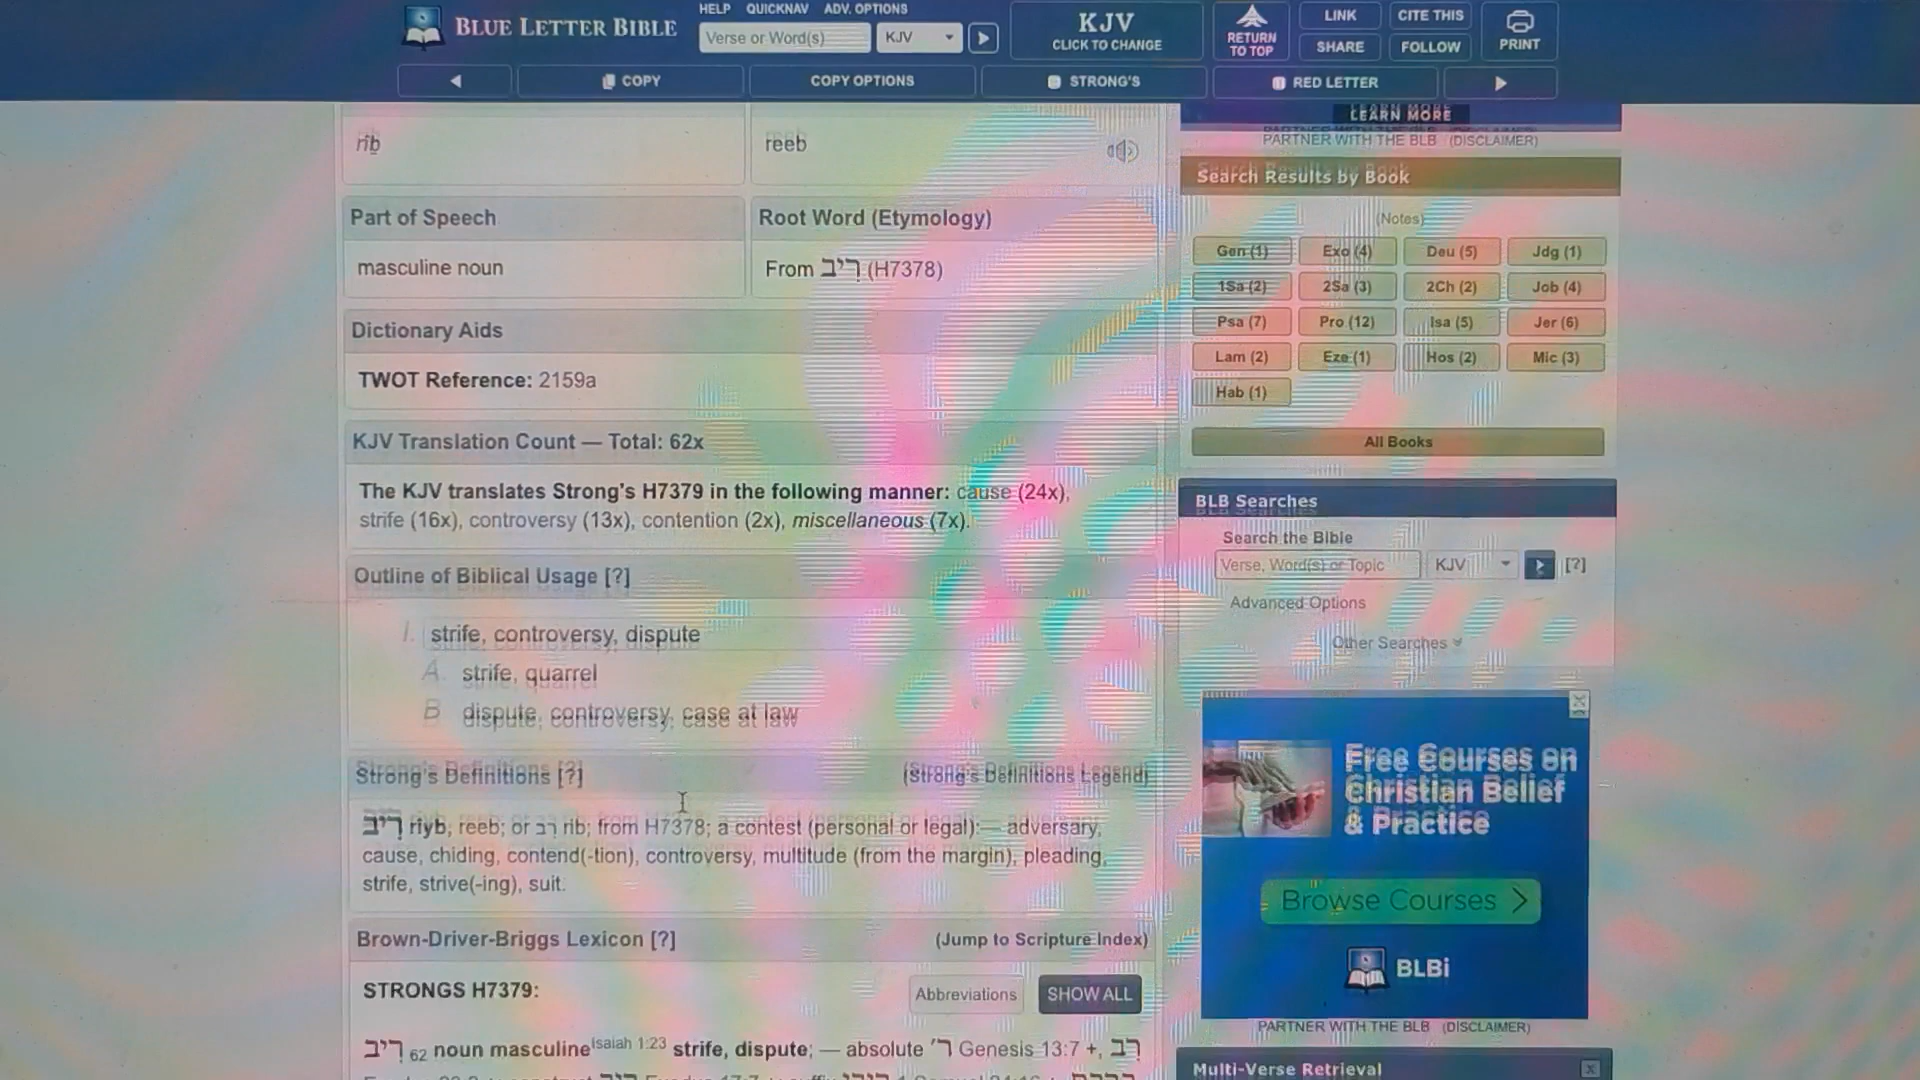 HELP QUICKNAV ADV. OPTIONS
BLUE LETTER BIBLE
Verse or Word(s) KJV
KJV
CLICK TO CHANGE
RETURN
TO TOP
LINK CITE THIS
SHARE FOLLOW
PRINT
COPY COPY OPTIONS STRONG'S RED LETTER
rîḇ reeb
Part of Speech Root Word (Etymology)
masculine noun From רִיב (H7378)
Dictionary Aids
TWOT Reference: 2159a
KJV Translation Count — Total: 62x
The KJV translates Strong's H7379 in the following manner: cause (24x),
strife (16x), controversy (13x), contention (2x), miscellaneous (7x).
Outline of Biblical Usage [?]
I. strife, controversy, dispute
A. strife, quarrel
B dispute, controversy, case at law
Strong's Definitions [?] (Strong's Definitions Legend)
רִיב riyb, reeb; or רִב rib; from H7378; a contest (personal or legal):— adversary,
cause, chiding, contend(-tion), controversy, multitude (from the margin), pleading,
strife, strive(-ing), suit.
Brown-Driver-Briggs Lexicon [?] (Jump to Scripture Index)
STRONGS H7379:
Abbreviations SHOW ALL
רִיב 62 noun masculine Isaiah 1:23 strife, dispute; — absolute ר׳ Genesis 13:7 +, רִב
LEARN MORE
PARTNER WITH THE BLB (DISCLAIMER)
Search Results by Book
(Notes)
Gen (1) Exo (4) Deu (5) Jdg (1)
1Sa (2) 2Sa (3) 2Ch (2) Job (4)
Psa (7) Pro (12) Isa (5) Jer (6)
Lam (2) Eze (1) Hos (2) Mic (3)
Hab (1)
All Books
BLB Searches
Search the Bible
Verse, Word(s) or Topic KJV [?]
Advanced Options
Other Searches
Free Courses on
Christian Belief
& Practice
Browse Courses >
BLBi
PARTNER WITH THE BLB (DISCLAIMER)
Multi-Verse Retrieval x